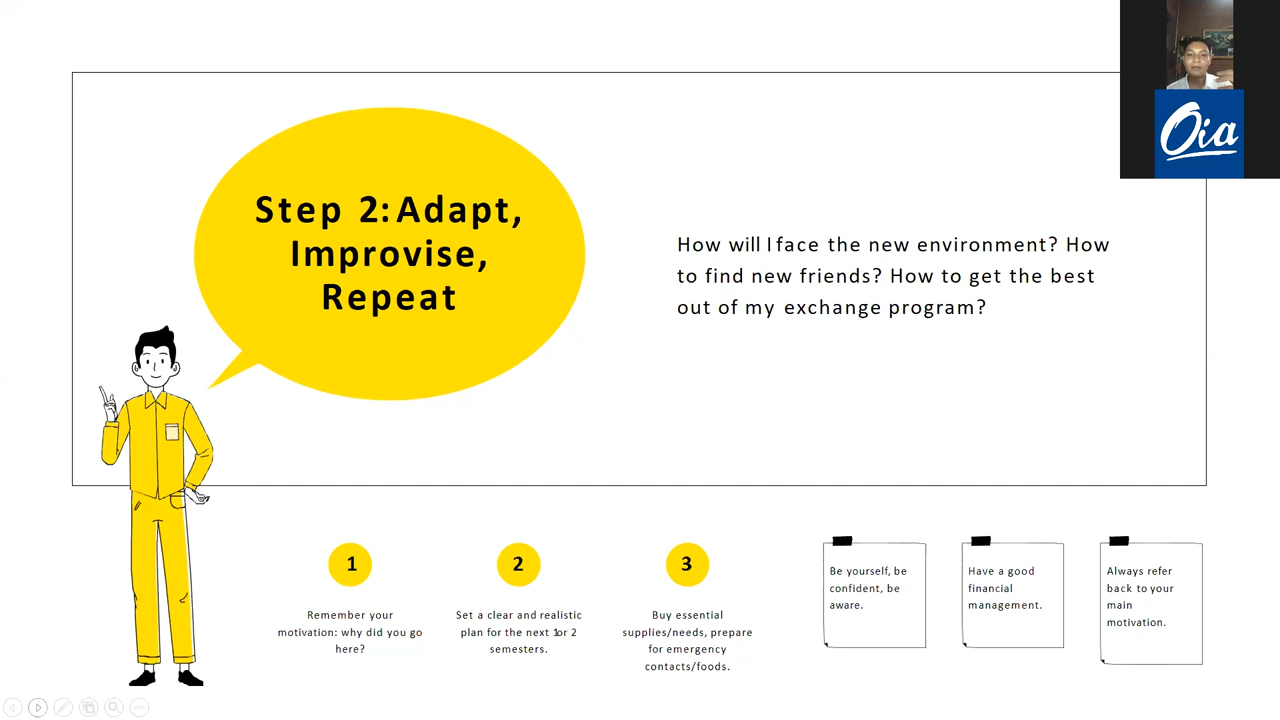 Oia
Step 2: Adapt,
Improvise,
Repeat
How will I face the new environment? How
to find new friends? How to get the best
out of my exchange program?
1
Remember your
motivation: why did you go
here?
2
Set a clear and realistic
plan for the next 1or 2
semesters.
3
Buy essential
supplies/needs, prepare
for emergency
contacts/foods.
Be yourself, be
confident, be
aware.
Have a good
financial
management.
Always refer
back to your
main
motivation.